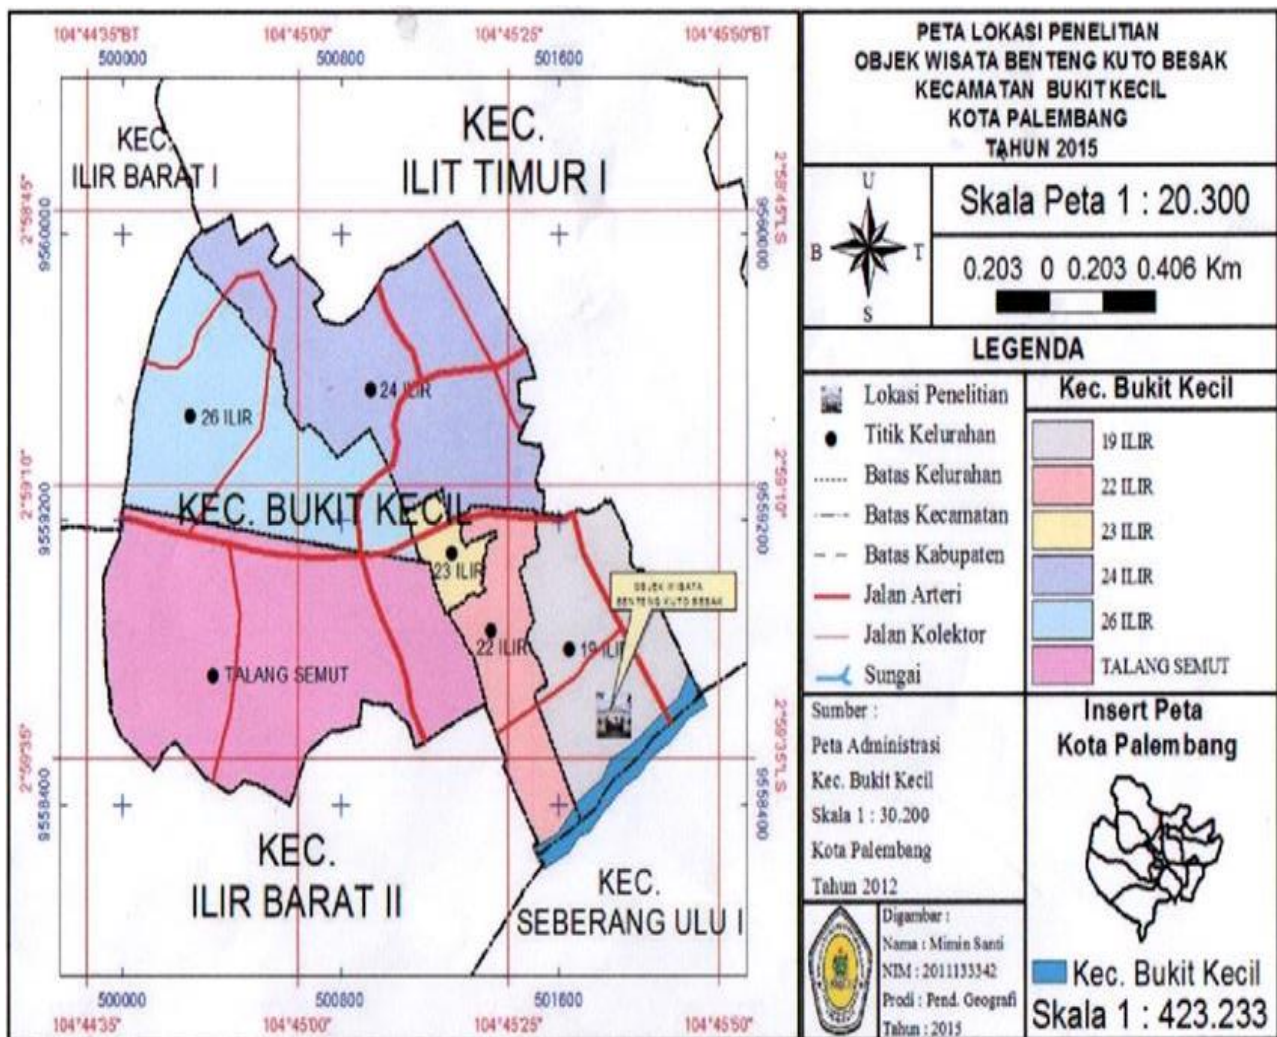 104°44'35"BT
104°45'00'
104°45'25"
104°45'50"BT
500000
500800
501600
KEC.
ILIR BARAT I
KEC.
ILIT TIMUR I
2°58'45"
9560000
2°58'45"LS
9560000
24 ILIR
26 ILIR
2°59'10"
9559200
2°59'10"
9559200
KEC. BUKIT KECIL
23 ILIR
OBJEK WISATA
BENTENG KUTO BESAK
22 ILIR
19 ILIR
TALANG SEMUT
2°59'35"
9558400
2°59'35"LS
9558400
KEC.
ILIR BARAT II
KEC.
SEBERANG ULU I
500000
500800
501600
104°44'35"
104°45'00"
104°45'25"
104°45'50"
PETA LOKASI PENELITIAN
OBJEK WISATA BENTENG KUTO BESAK
KECAMATAN BUKIT KECIL
KOTA PALEMBANG
TAHUN 2015
U
B T
S
Skala Peta 1 : 20.300
0.203 0 0.203 0.406 Km
LEGENDA
Lokasi Penelitian
Titik Kelurahan
Batas Kelurahan
Batas Kecamatan
Batas Kabupaten
Jalan Arteri
Jalan Kolektor
Sungai
Kec. Bukit Kecil
19 ILIR
22 ILIR
23 ILIR
24 ILIR
26 ILIR
TALANG SEMUT
Sumber :
Peta Administrasi
Kec. Bukit Kecil
Skala 1 : 30.200
Kota Palembang
Tahun 2012
Insert Peta
Kota Palembang
Kec. Bukit Kecil
Skala 1 : 423.233
Digambar :
Nama : Mimin Santi
NIM : 2011133342
Prodi : Pend. Geografi
Tahun : 2015